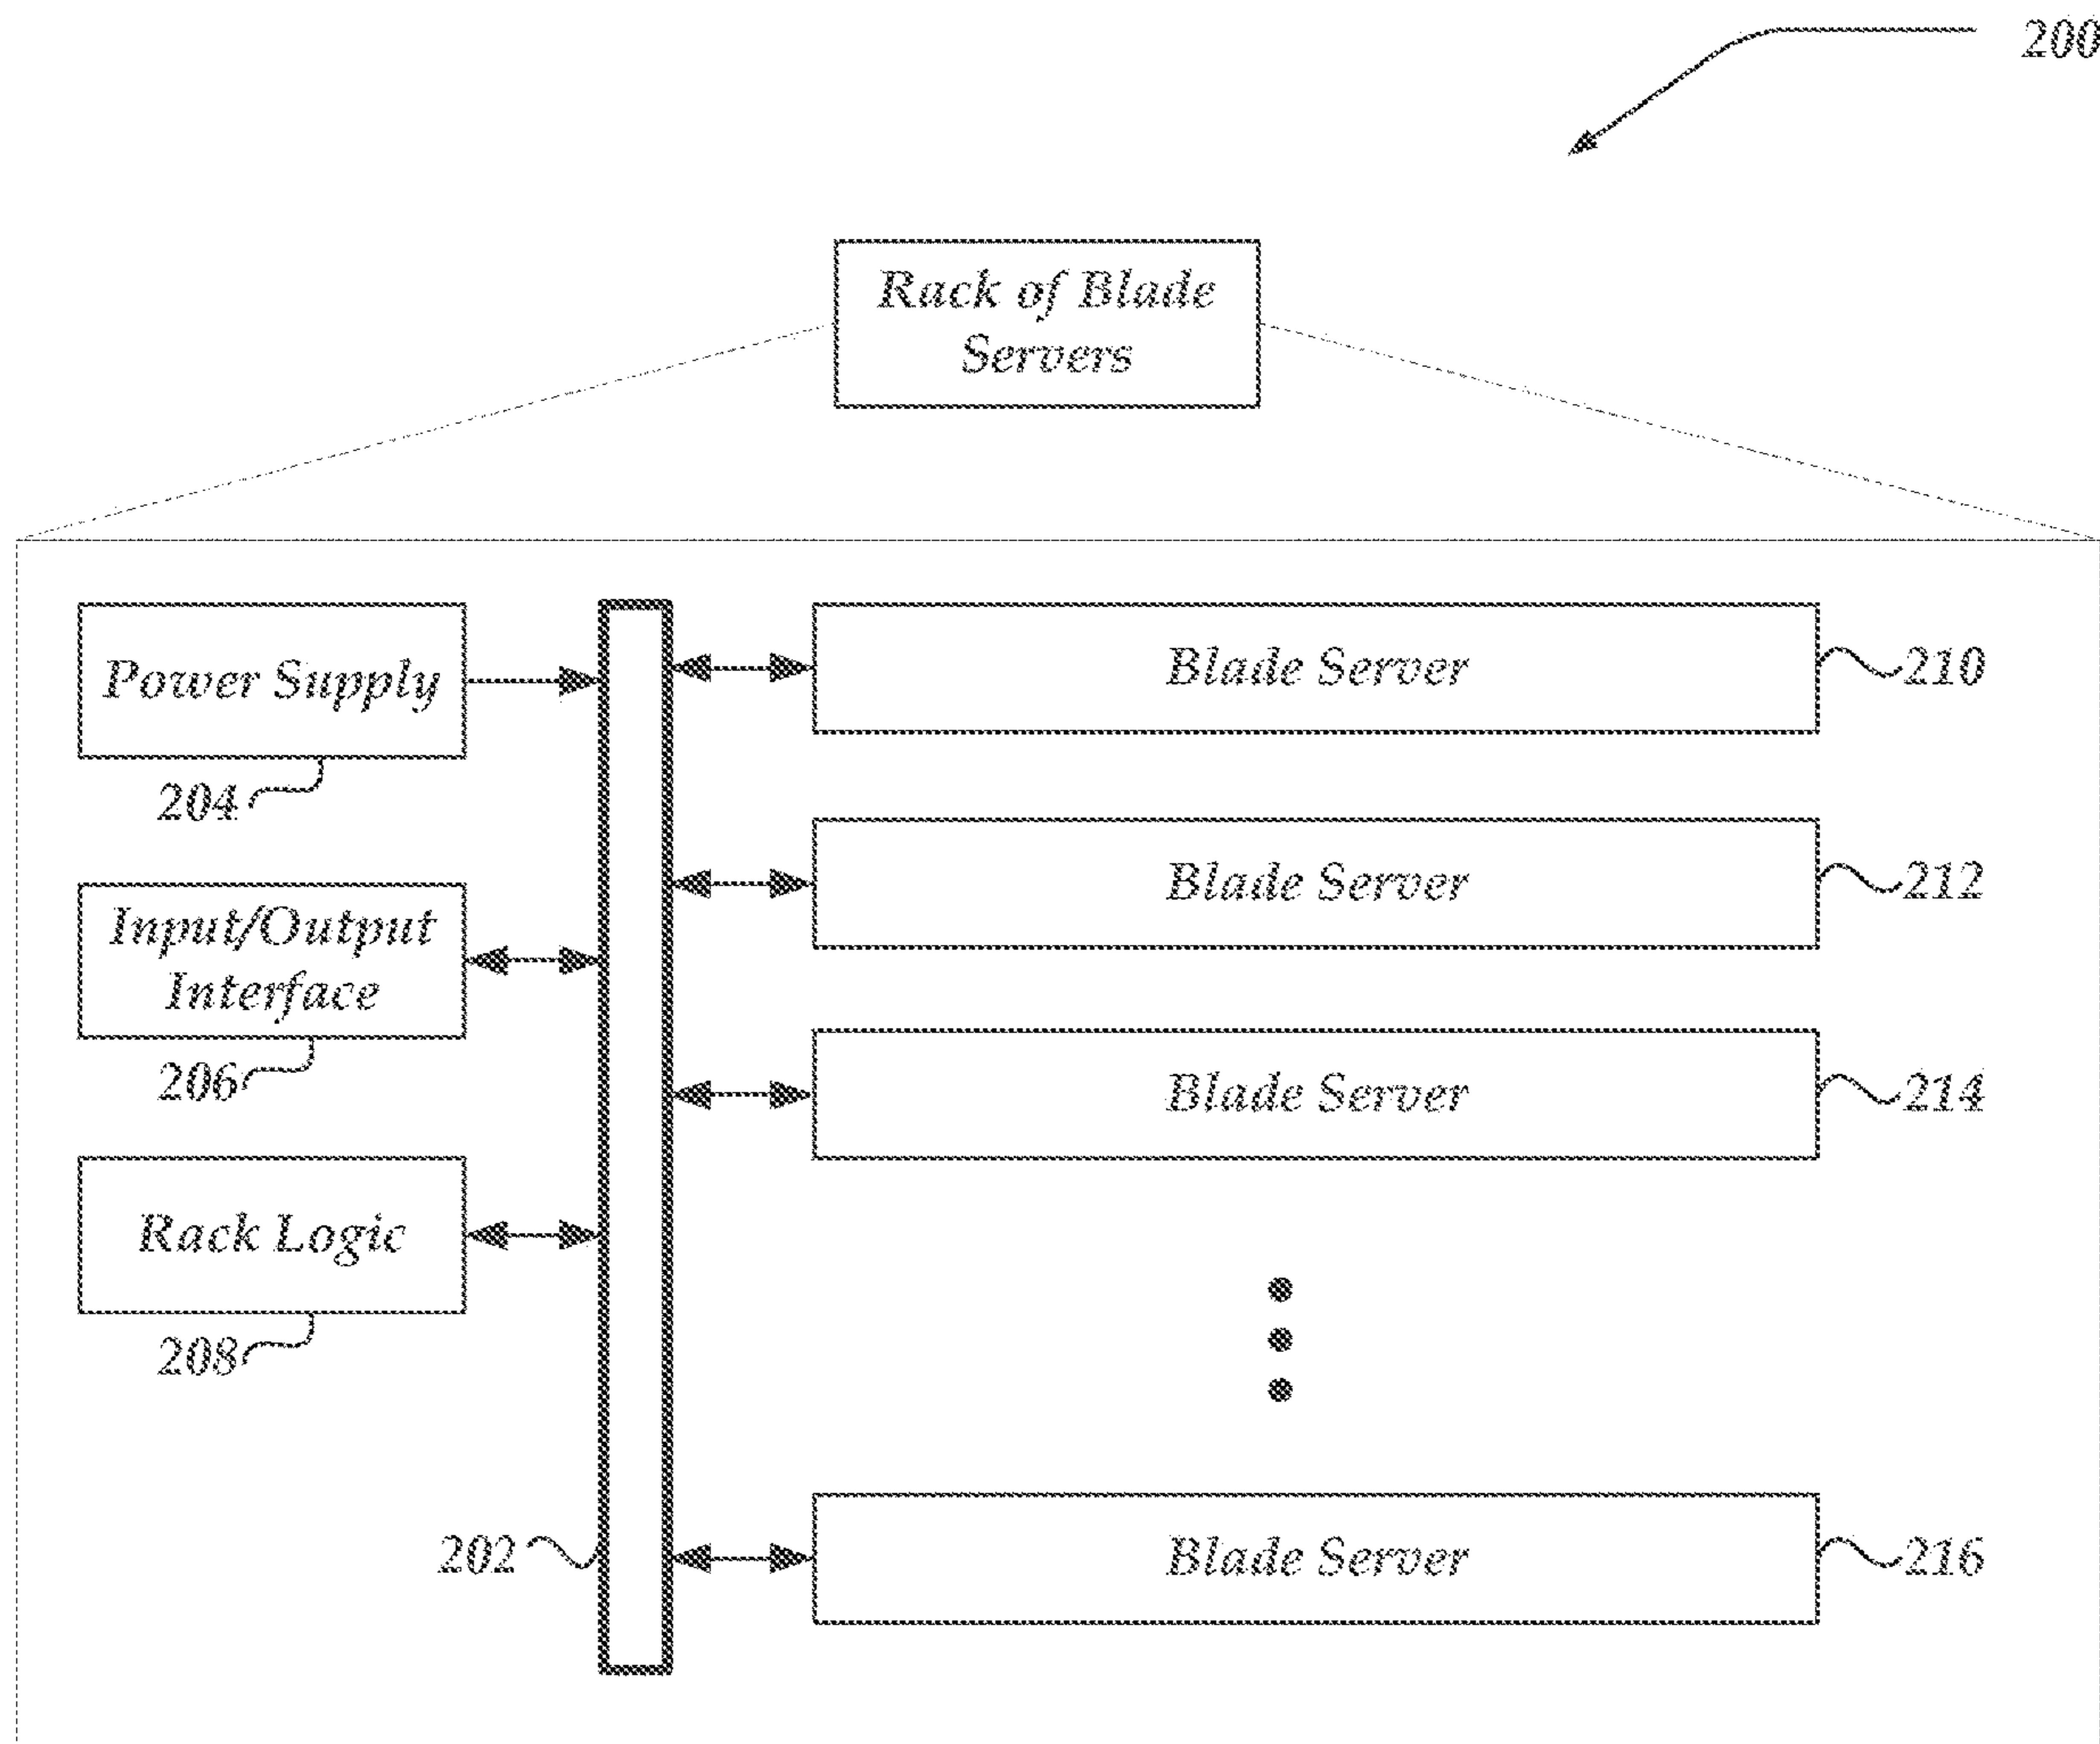 200
Rack of Blade
Servers
Power Supply
204
Input/Output
Interface
206
Rack Logic
208
202
Blade Server
210
Blade Server
212
Blade Server
214
Blade Server
216